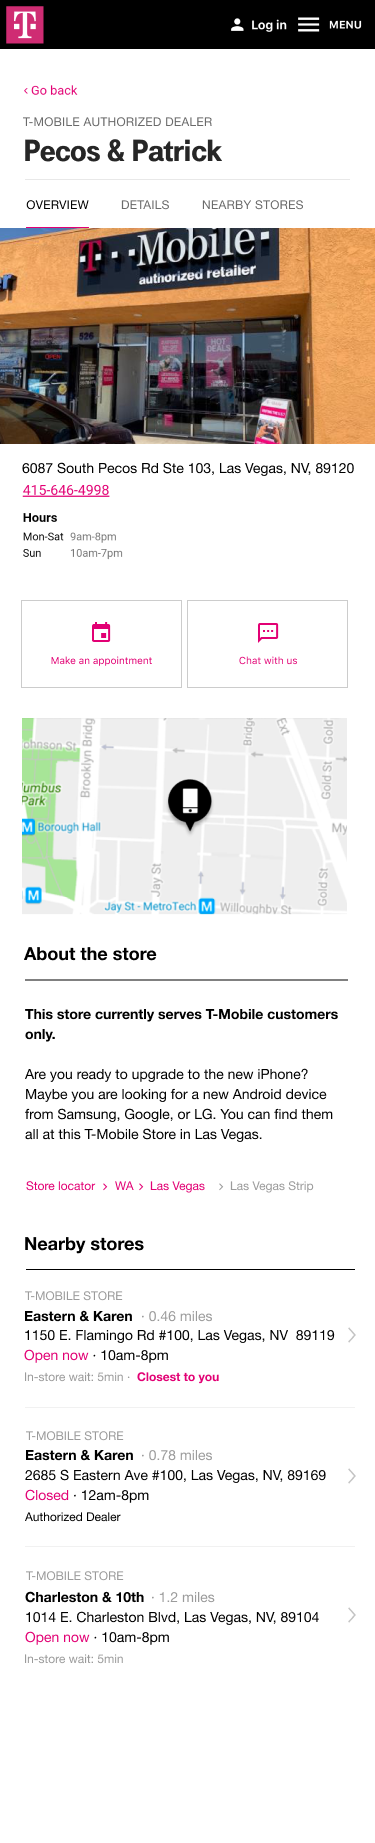 T
Log in
MENU
‹ Go back
T-MOBILE AUTHORIZED DEALER
Pecos & Patrick
OVERVIEW DETAILS NEARBY STORES
T··Mobile·
authorized retailer
526
OPEN
HOT DEALS
6087 South Pecos Rd Ste 103, Las Vegas, NV, 89120
415-646-4998
Hours
Mon-Sat 9am-8pm
Sun 10am-7pm
Make an appointment
Chat with us
ohnson St
Brooklyn Bridg
Bridge
Ext
Gold
Gold St
umbus
Park
M Borough Hall
My
Jay St
Gold St
M
Jay St - MetroTech M Willoughby St
About the store
This store currently serves T-Mobile customers
only.
Are you ready to upgrade to the new iPhone?
Maybe you are looking for a new Android device
from Samsung, Google, or LG. You can find them
all at this T-Mobile Store in Las Vegas.
Store locator > WA > Las Vegas > Las Vegas Strip
Nearby stores
T-MOBILE STORE
Eastern & Karen · 0.46 miles
1150 E. Flamingo Rd #100, Las Vegas, NV 89119
Open now · 10am-8pm
In-store wait: 5min · Closest to you
T-MOBILE STORE
Eastern & Karen · 0.78 miles
2685 S Eastern Ave #100, Las Vegas, NV, 89169
Closed · 12am-8pm
Authorized Dealer
T-MOBILE STORE
Charleston & 10th · 1.2 miles
1014 E. Charleston Blvd, Las Vegas, NV, 89104
Open now · 10am-8pm
In-store wait: 5min